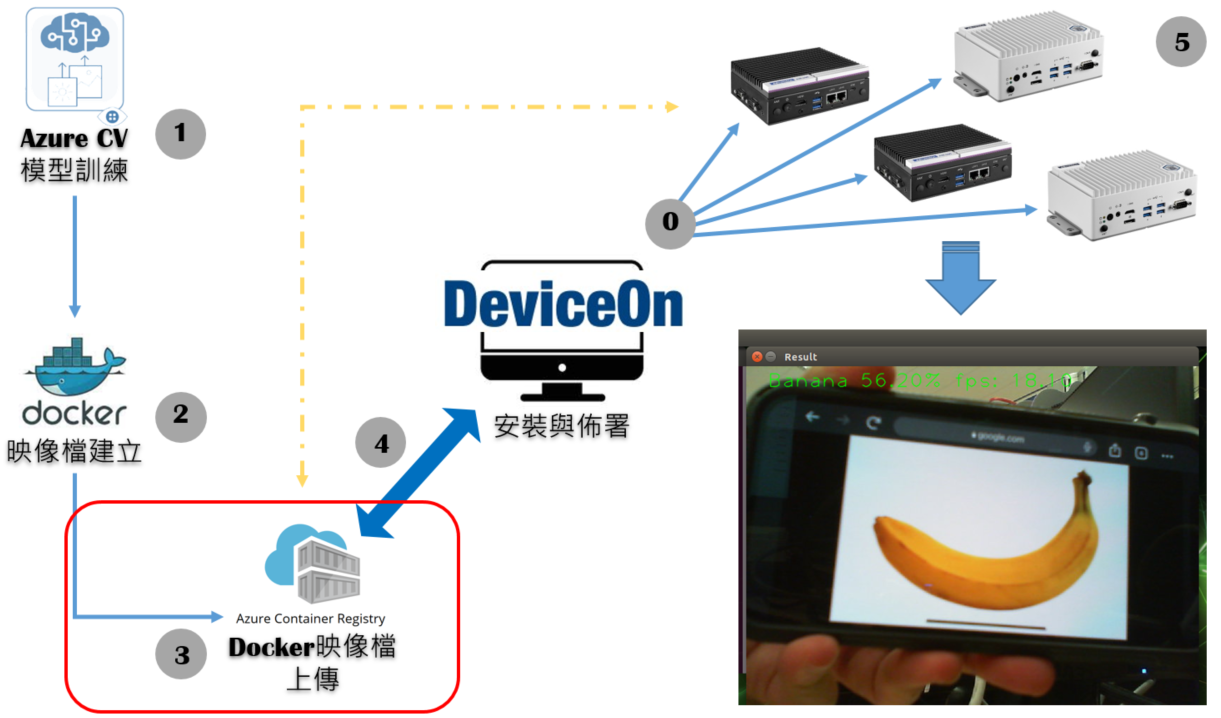 Azure CV
模型訓練
1
docker
映像檔建立
2
Azure Container Registry
Docker映像檔
上傳
3
4
DeviceOn
安裝與佈署
0
5
Result
Banana 56.20% fps: 18.10
google.com